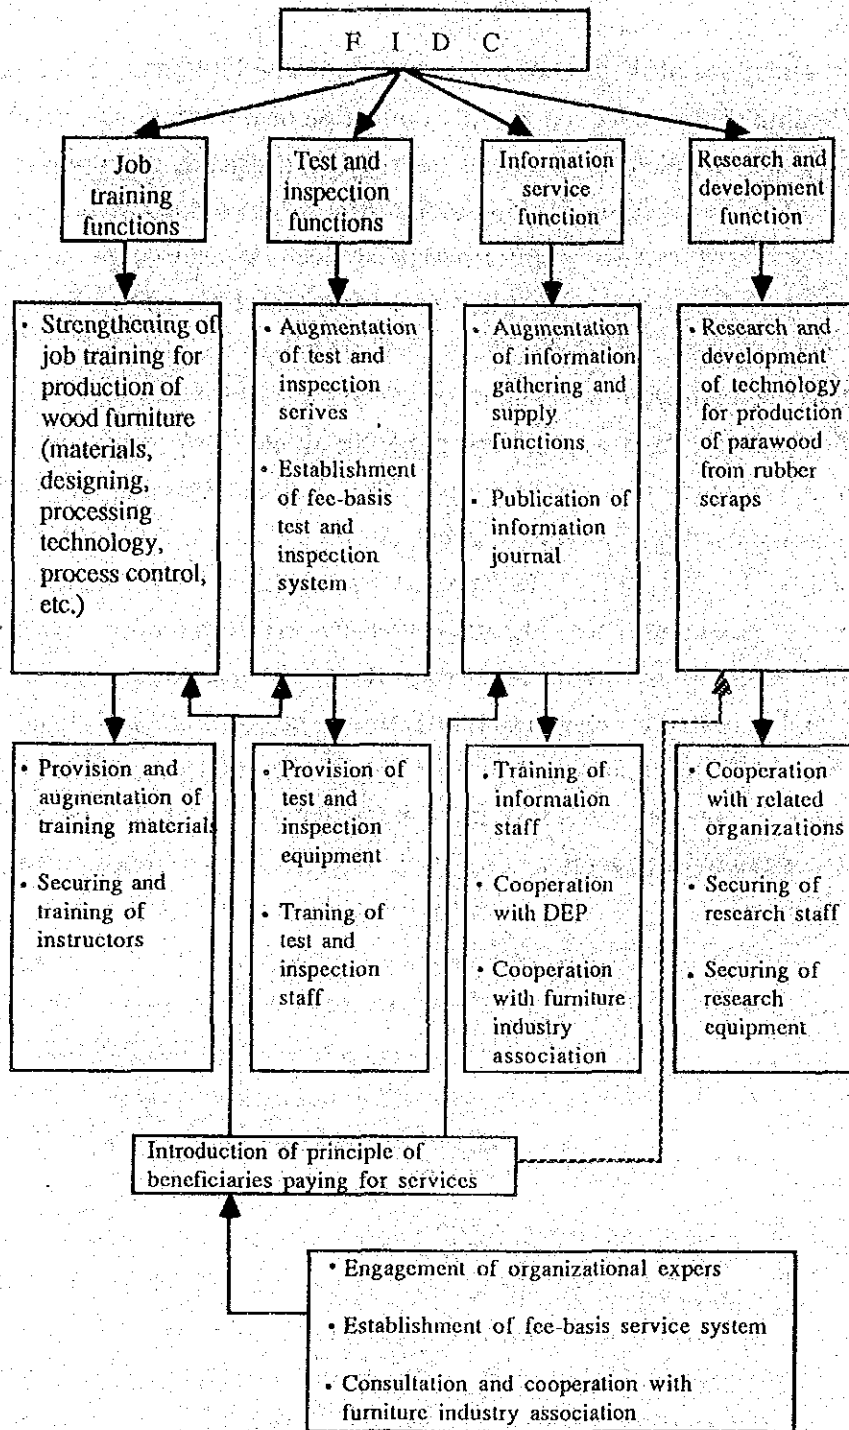 F I D C
Job
training
functions
Test and
inspection
functions
Information
service
function
Research and
development
function
• Strengthening of
job training for
production of
wood furniture
(materials,
designing,
processing
technology,
process control,
etc.)
• Augmentation
of test and
inspection
serives
• Establishment
of fee-basis
test and
inspection
system
• Augmentation
of information
gathering and
supply
functions
• Publication of
information
journal
• Research and
development
of technology
for production
of parawood
from rubber
scraps
• Provision and
augmentation of
training materials
• Securing and
training of
instructors
• Provision of
test and
inspection
equipment
• Traning of
test and
inspection
staff
• Training of
information
staff
• Cooperation
with DEP
• Cooperation
with furniture
industry
association
• Cooperation
with related
organizations
• Securing of
research staff
• Securing of
research
equipment
Introduction of principle of
beneficiaries paying for services
• Engagement of organizational expers
• Establishment of fee-basis service system
• Consultation and cooperation with
furniture industry association